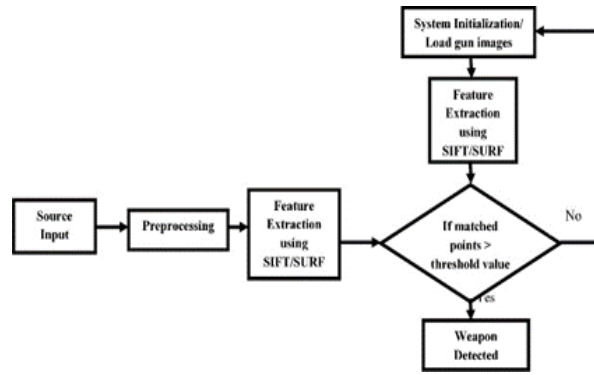 System Initialization/
Load gun images
Feature
Extraction
using
SIFT/SURF
Source
Input
Preprocessing
Feature
Extraction
using
SIFT/SURF
If matched
points >
threshold value
No
Yes
Weapon
Detected